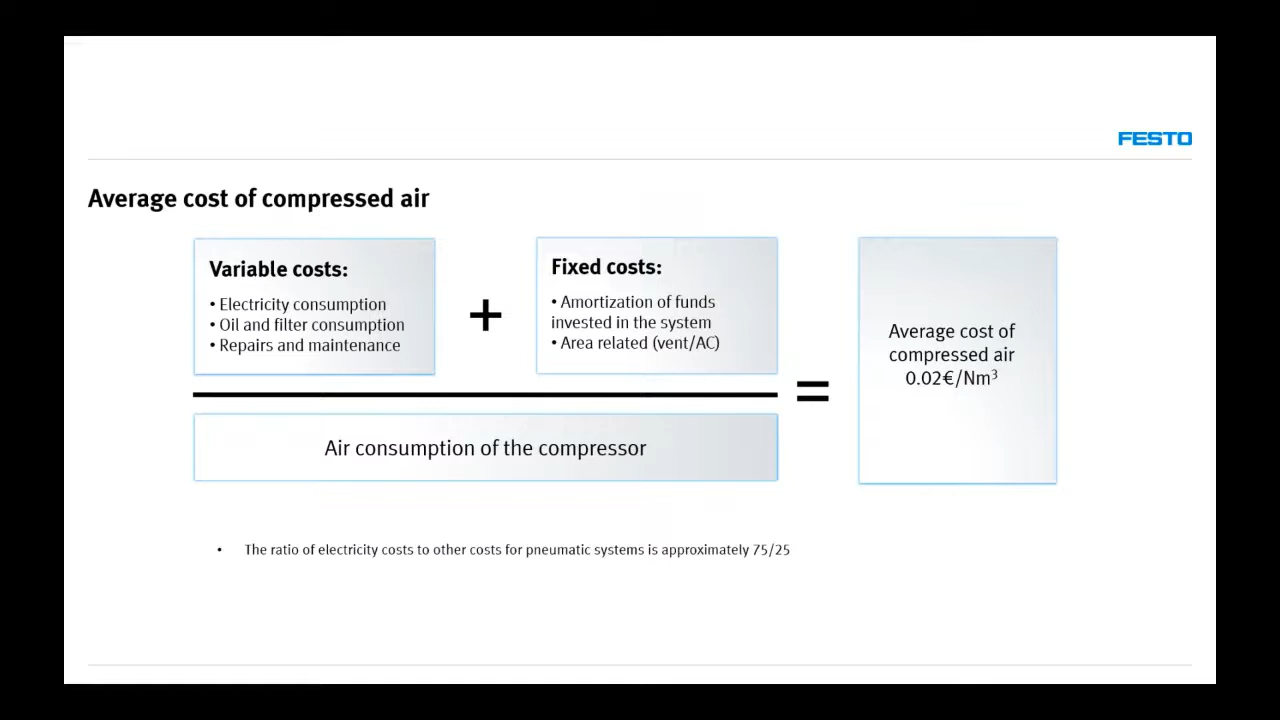 FESTO
Average cost of compressed air
Variable costs:
• Electricity consumption
• Oil and filter consumption
• Repairs and maintenance
+
Fixed costs:
• Amortization of funds
invested in the system
• Area related (vent/AC)
Air consumption of the compressor
=
Average cost of
compressed air
0.02€/Nm³
• The ratio of electricity costs to other costs for pneumatic systems is approximately 75/25